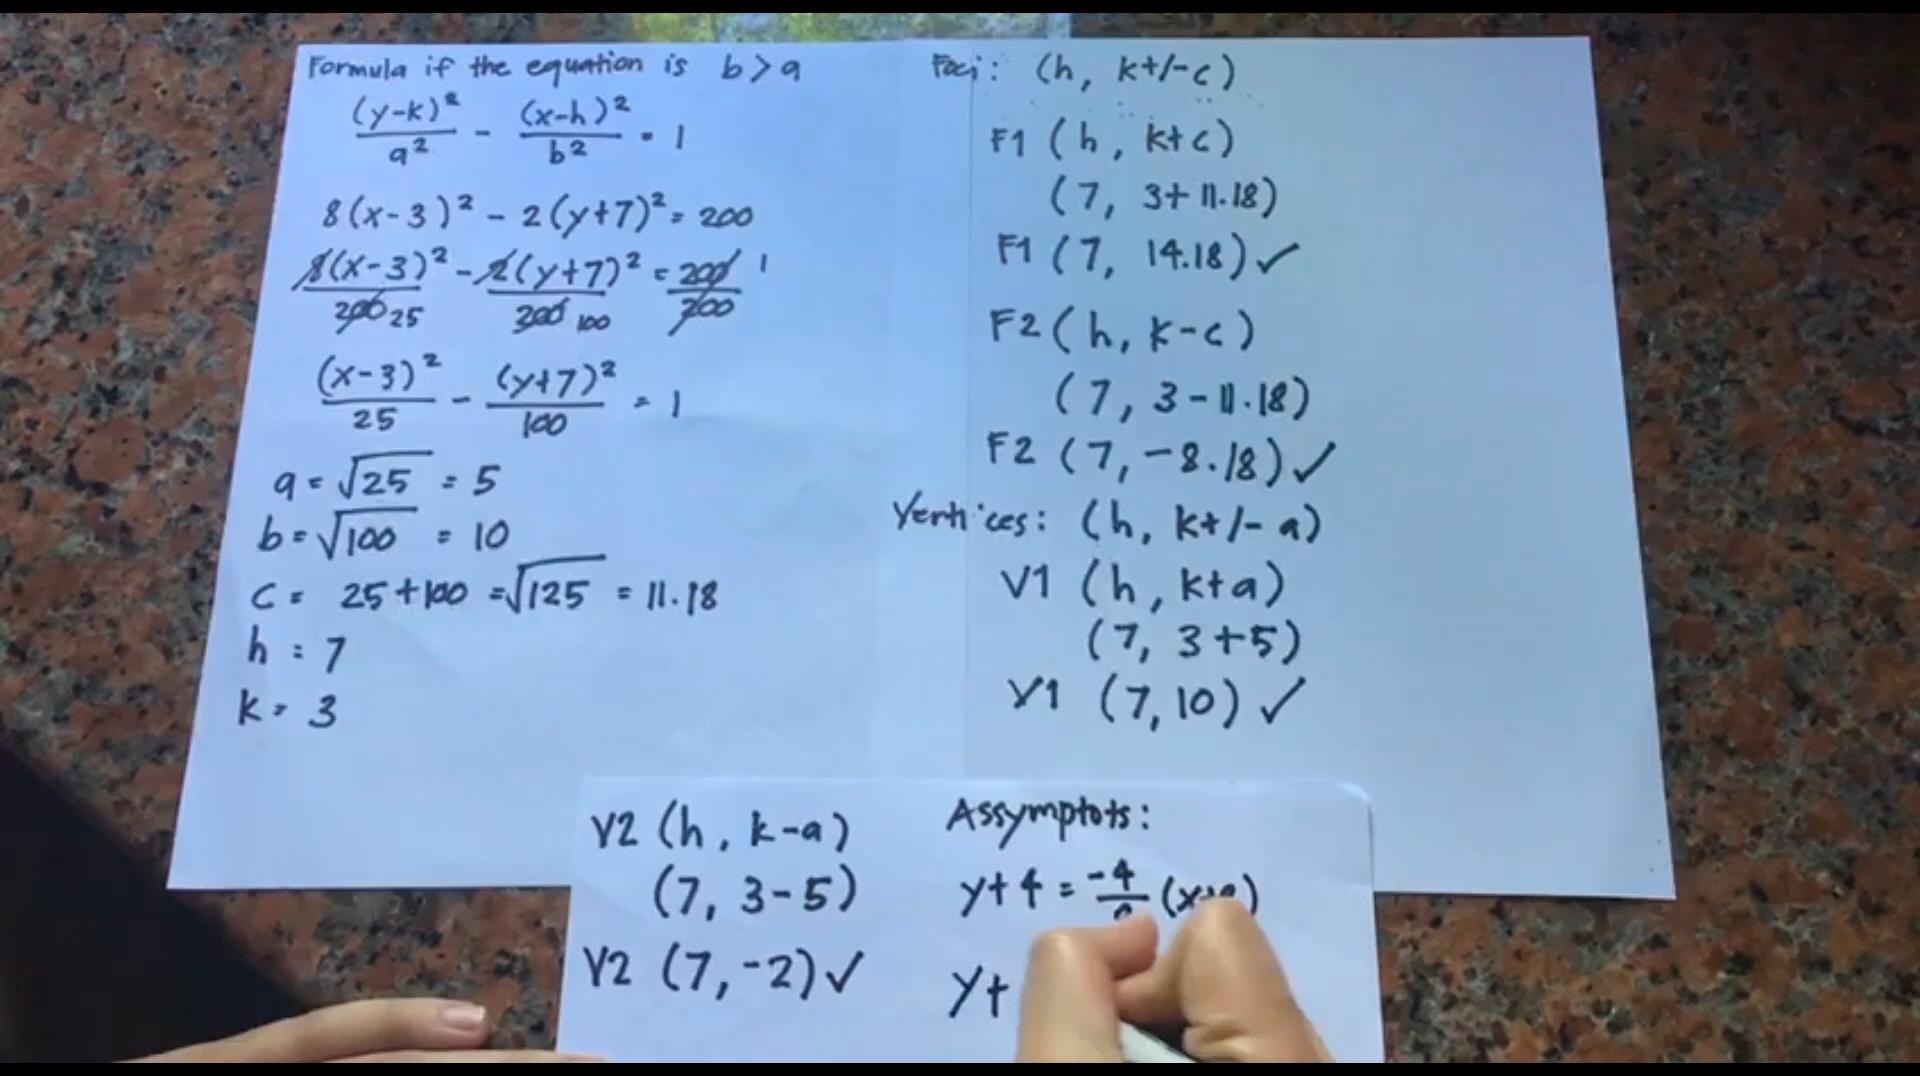 Formula if the equation is b > a
(y-k)² / a² - (x-h)² / b² = 1
8(x-3)² - 2(y+7)² = 200
8(x-3)² / 200 25 - 2(y+7)² / 200 100 = 200 / 200 1
(x-3)² / 25 - (y+7)² / 100 = 1
a = √25 = 5
b = √100 = 10
c = 25+100 = √125 = 11.18
h = 7
k = 3
Foci: (h, k+/-c)
F1 (h, k+c)
(7, 3+11.18)
F1 (7, 14.18) ✓
F2 (h, k-c)
(7, 3-11.18)
F2 (7, -8.18) ✓
Vertices: (h, k+/-a)
V1 (h, k+a)
(7, 3+5)
V1 (7, 10) ✓
V2 (h, k-a)
(7, 3-5)
V2 (7, -2) ✓
Assymptots:
y+4 = -4 (x+
y+